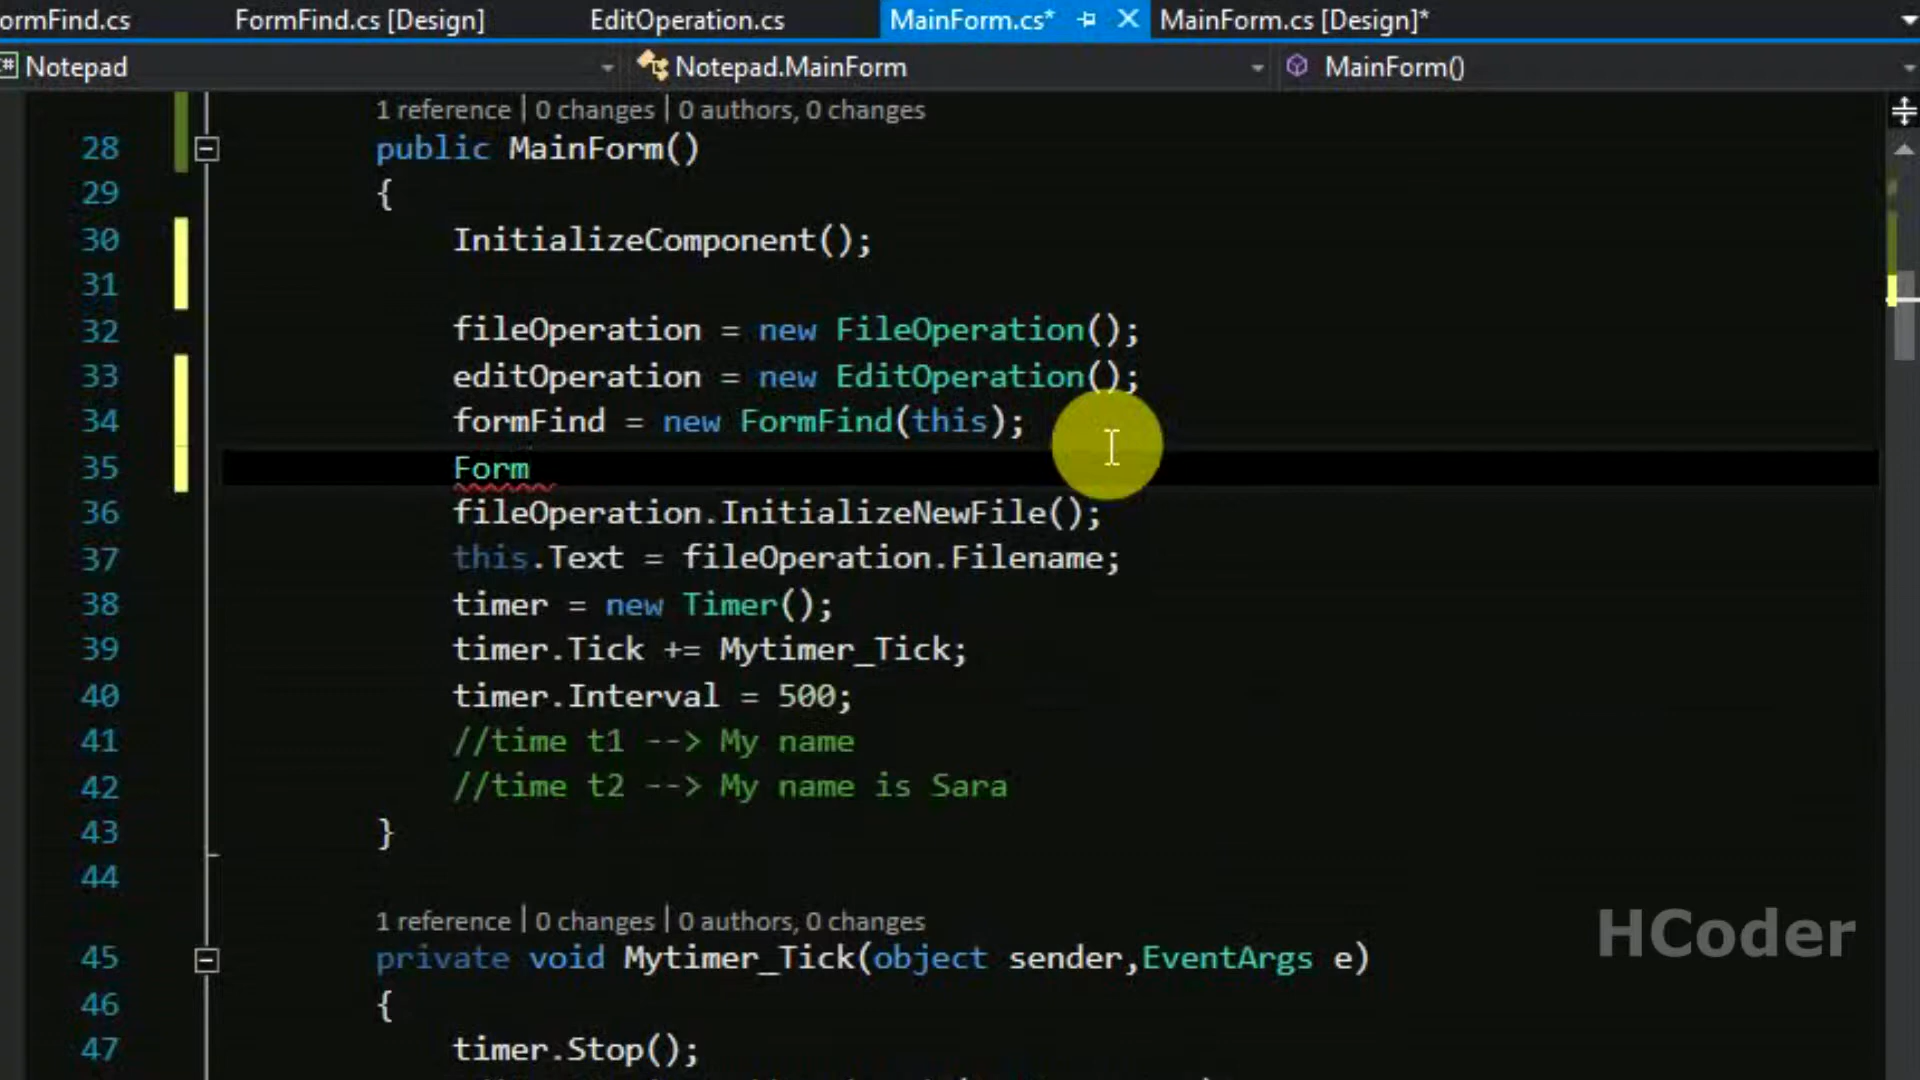 ormFind.cs FormFind.cs [Design] EditOperation.cs MainForm.cs* MainForm.cs [Design]*
Notepad Notepad.MainForm MainForm()
1 reference | 0 changes | 0 authors, 0 changes
28 public MainForm()
29 {
30 InitializeComponent();
31
32 fileOperation = new FileOperation();
33 editOperation = new EditOperation();
34 formFind = new FormFind(this);
35 Form
36 fileOperation.InitializeNewFile();
37 this.Text = fileOperation.Filename;
38 timer = new Timer();
39 timer.Tick += Mytimer_Tick;
40 timer.Interval = 500;
41 //time t1 --> My name
42 //time t2 --> My name is Sara
43 }
44
1 reference | 0 changes | 0 authors, 0 changes
45 private void Mytimer_Tick(object sender,EventArgs e)
46 {
47 timer.Stop();
HCoder